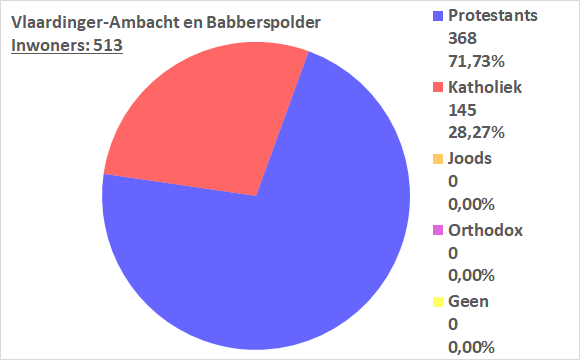 Vlaardinger-Ambacht en Babberspolder
Inwoners: 513
Protestants
368
71,73%
Katholiek
145
28,27%
Joods
0
0,00%
Orthodox
0
0,00%
Geen
0
0,00%